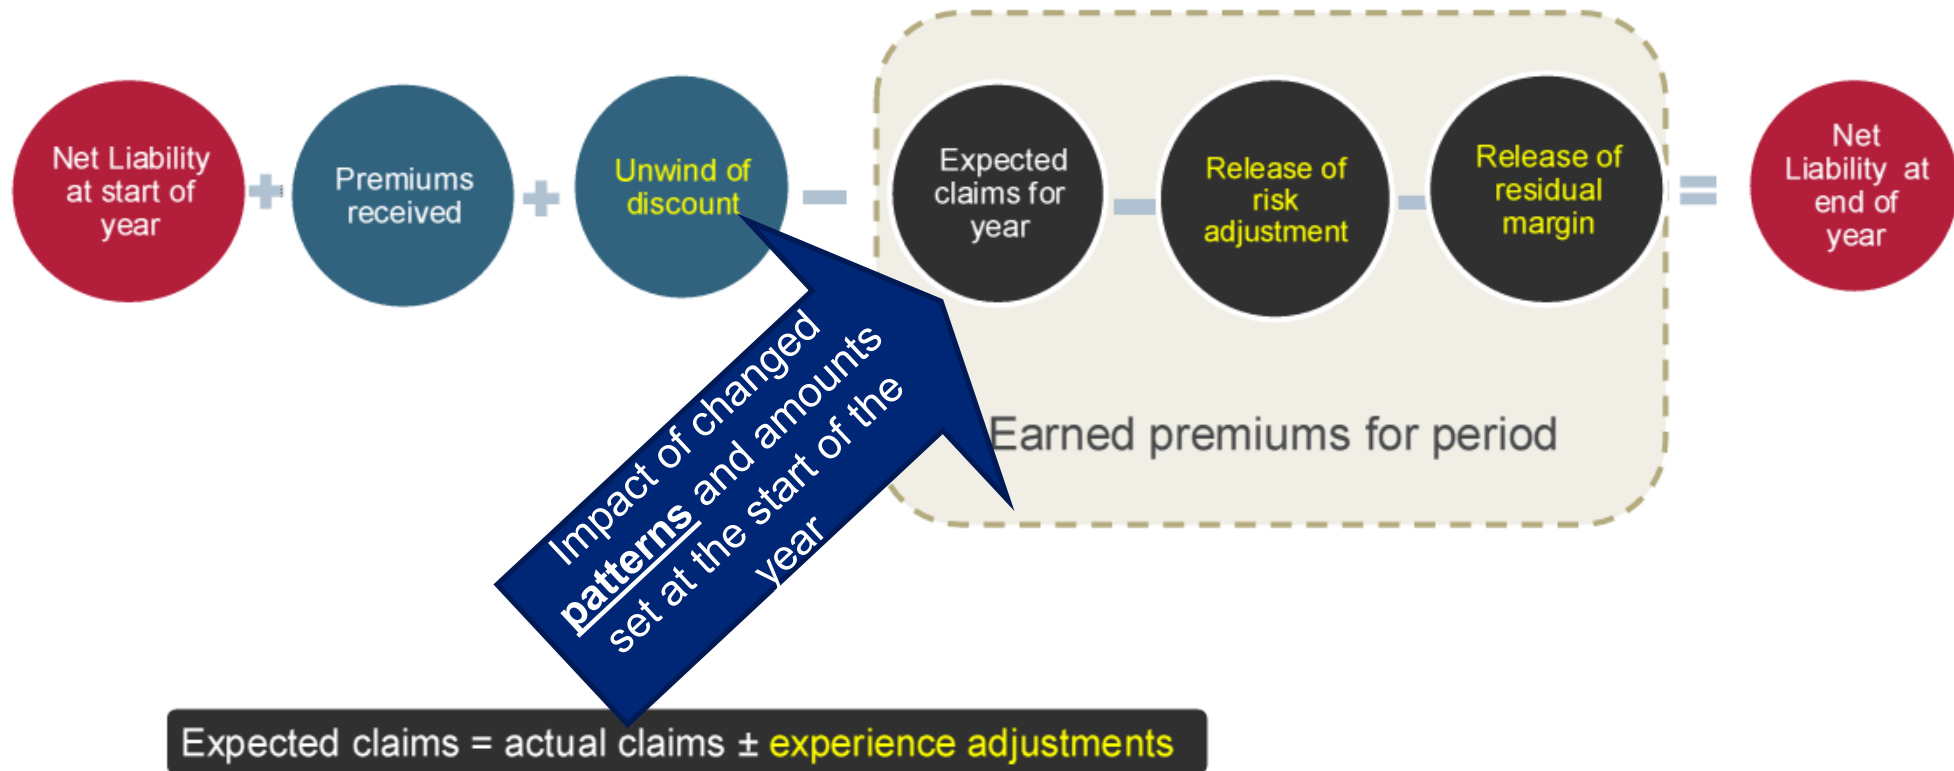 Net Liability
at start of
year
+
Premiums
received
+
Unwind of
discount
−
Expected
claims for
year
−
Release of
risk
adjustment
−
Release of
residual
margin
=
Net
Liability at
end of
year
Earned premiums for period
Impact of changed
patterns and amounts
set at the start of the
year
Expected claims = actual claims ± experience adjustments